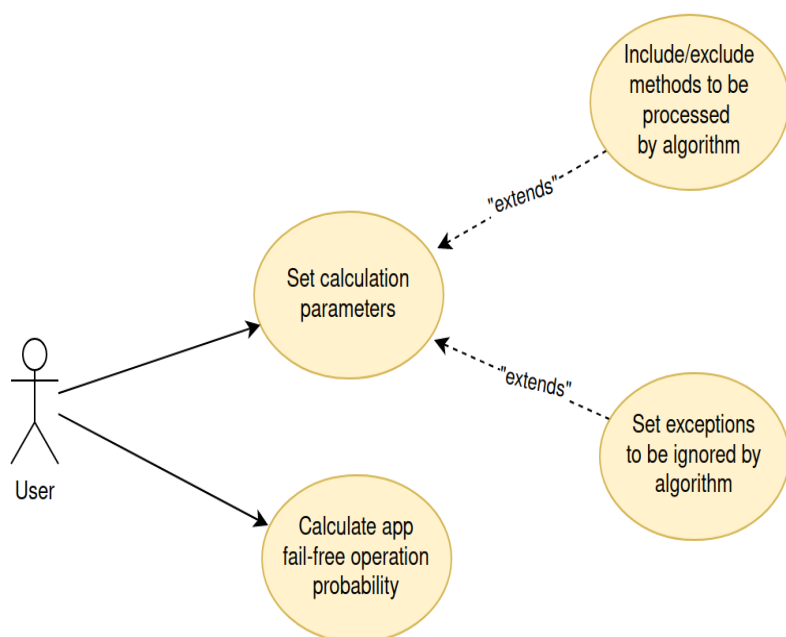 Include/exclude
methods to be
processed
by algorithm
"extends"
Set calculation
parameters
"extends"
Set exceptions
to be ignored by
algorithm
User
Calculate app
fail-free operation
probability